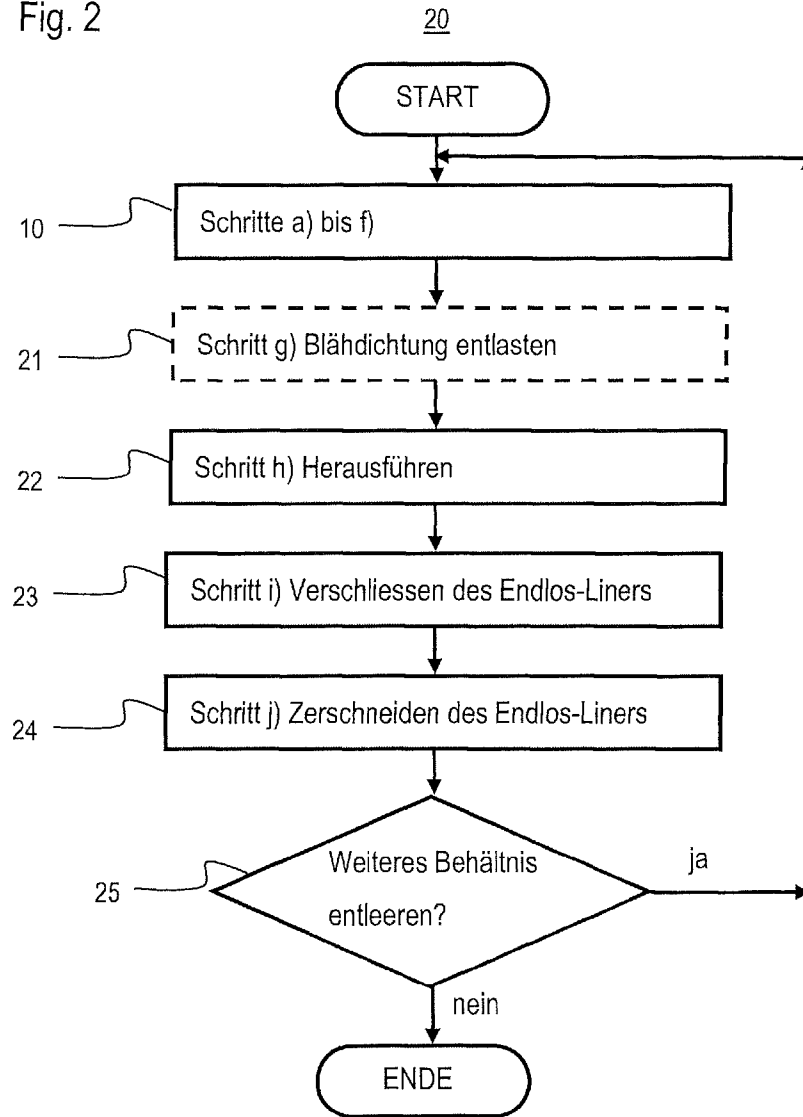 Fig. 2
20
START
10
Schritte a) bis f)
21
Schritt g) Blähdichtung entlasten
22
Schritt h) Herausführen
23
Schritt i) Verschliessen des Endlos-Liners
24
Schritt j) Zerschneiden des Endlos-Liners
25
Weiteres Behältnis
entleeren?
ja
nein
ENDE